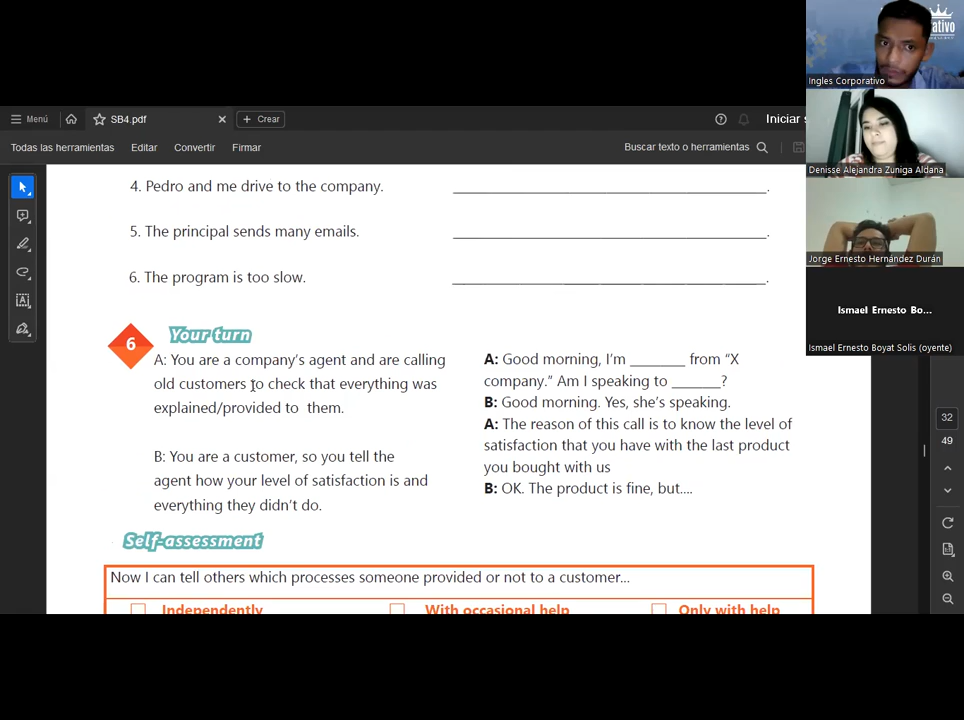 Menú
SB4.pdf
Crear
Iniciar s
Todas las herramientas
Editar
Convertir
Firmar
Buscar texto o herramientas
4. Pedro and me drive to the company. ______________________.
5. The principal sends many emails. ______________________.
6. The program is too slow. ______________________.
6
Your turn
A: You are a company's agent and are calling
old customers to check that everything was
explained/provided to them.
B: You are a customer, so you tell the
agent how your level of satisfaction is and
everything they didn't do.
A: Good morning, I'm _______ from "X
company." Am I speaking to ______?
B: Good morning. Yes, she's speaking.
A: The reason of this call is to know the level of
satisfaction that you have with the last product
you bought with us
B: OK. The product is fine, but....
Self-assessment
Now I can tell others which processes someone provided or not to a customer...
Independently
With occasional help
Only with help
32
49
ativo
Ingles Corporativo
Denisse Alejandra Zuniga Aldana
Jorge Ernesto Hernández Durán
Ismael Ernesto Bo...
Ismael Ernesto Boyat Solis (oyente)